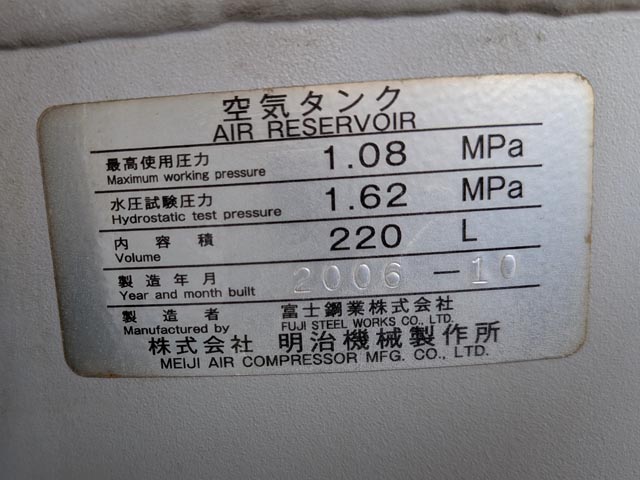 空気タンク
AIR RESERVOIR
最高使用圧力 1.08 MPa
Maximum working pressure
水圧試験圧力 1.62 MPa
Hydrostatic test pressure
内容積 220 L
Volume
製造年月 2006-10
Year and month built
製造者 富士鋼業株式会社
Manufactured by FUJI STEEL WORKS CO., LTD.
株式会社 明治機械製作所
MEIJI AIR COMPRESSOR MFG. CO., LTD.